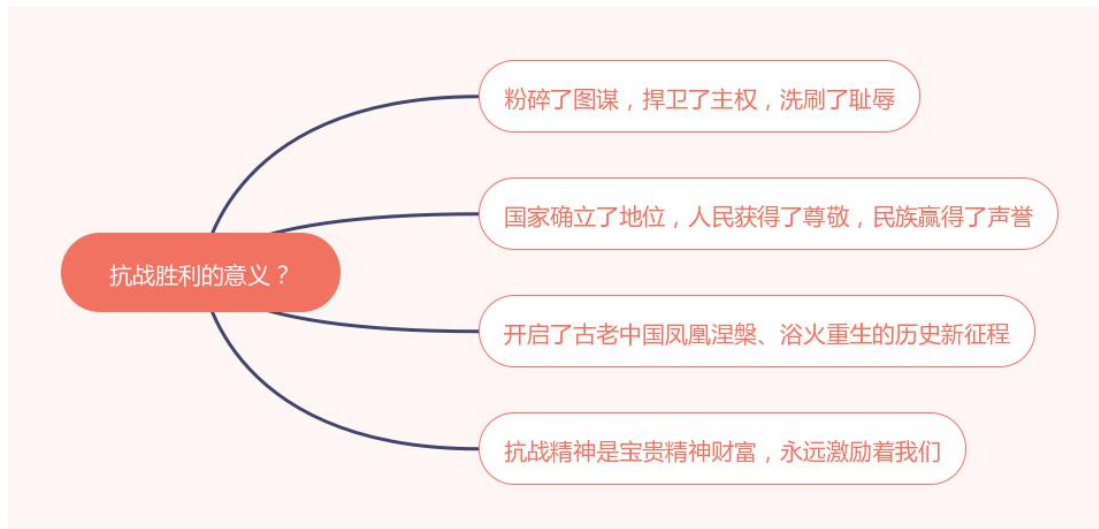 粉碎了图谋，捍卫了主权，洗刷了耻辱
国家确立了地位，人民获得了尊敬，民族赢得了声誉
抗战胜利的意义？
开启了古老中国凤凰涅槃、浴火重生的历史新征程
抗战精神是宝贵精神财富，永远激励着我们